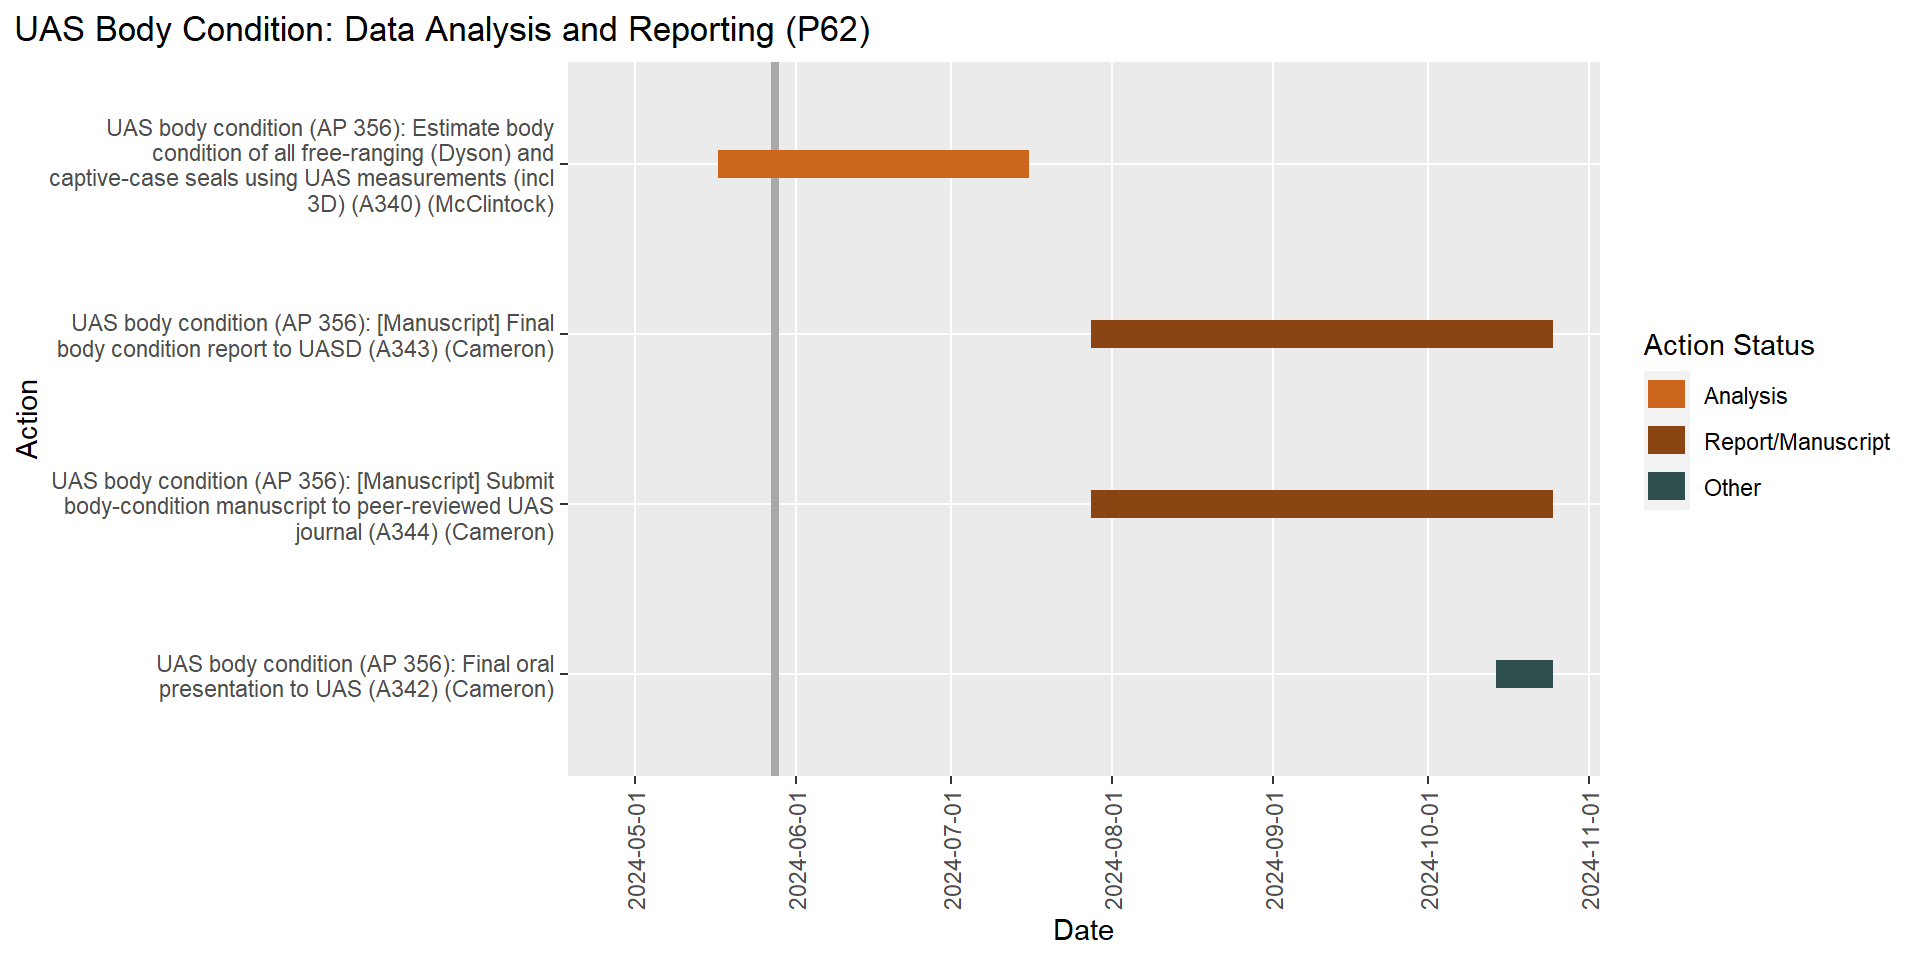 UAS Body Condition: Data Analysis and Reporting (P62)
UAS body condition (AP 356): Estimate body
condition of all free-ranging (Dyson) and
captive-case seals using UAS measurements (incl
3D) (A340) (McClintock)
UAS body condition (AP 356): [Manuscript] Final
body condition report to UASD (A343) (Cameron)
UAS body condition (AP 356): [Manuscript] Submit
body-condition manuscript to peer-reviewed UAS
journal (A344) (Cameron)
UAS body condition (AP 356): Final oral
presentation to UAS (A342) (Cameron)
Action
2024-05-01
2024-06-01
2024-07-01
2024-08-01
2024-09-01
2024-10-01
2024-11-01
Date
Action Status
Analysis
Report/Manuscript
Other